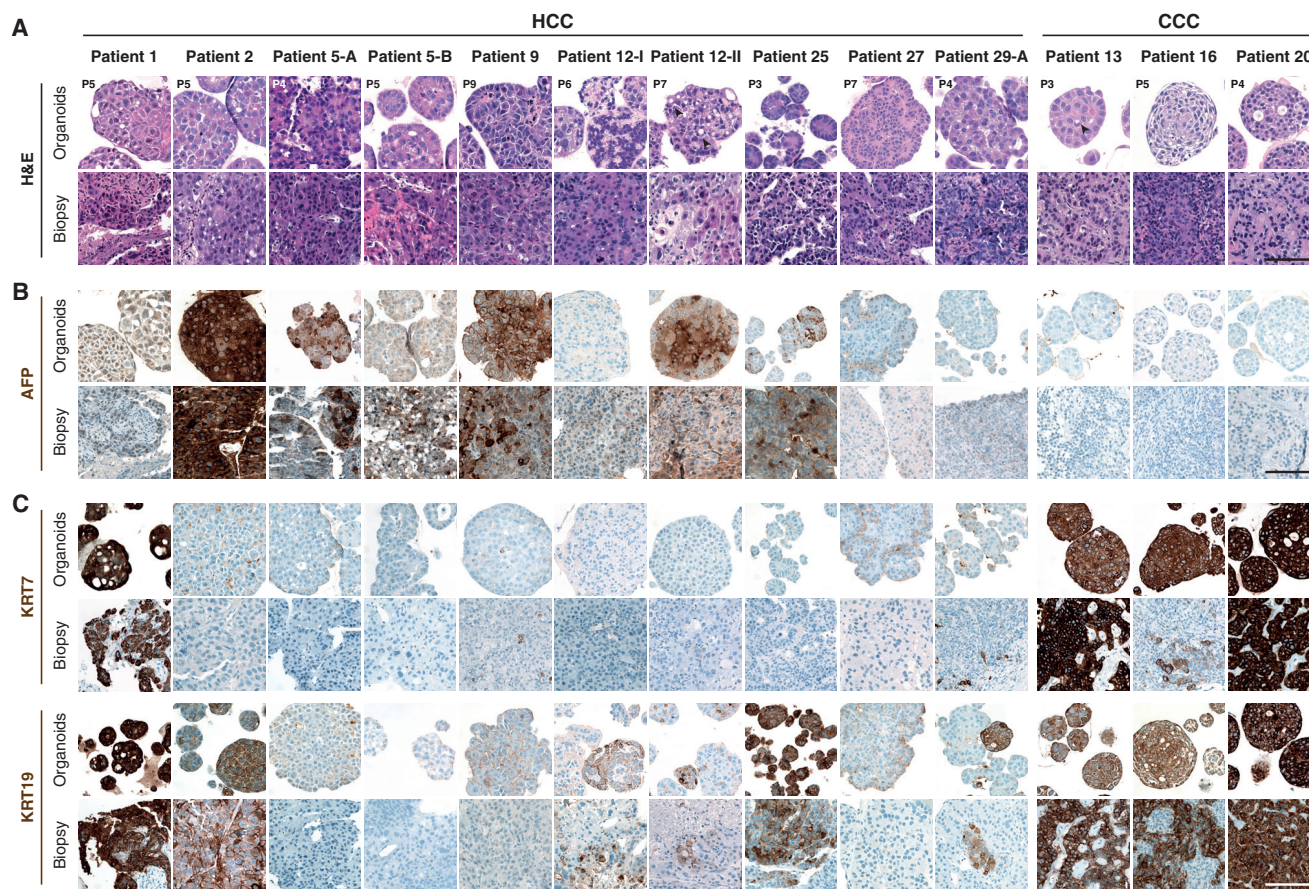 HCC
CCC
A
Patient 1 Patient 2 Patient 5-A Patient 5-B Patient 9 Patient 12-I Patient 12-II Patient 25 Patient 27 Patient 29-A Patient 13 Patient 16 Patient 20
H&E
Organoids
P5 P5 P4 P5 P9 P6 P7 P3 P7 P4 P3 P5 P4
Biopsy
B
AFP
Organoids
Biopsy
C
KRT7
Organoids
Biopsy
KRT19
Organoids
Biopsy